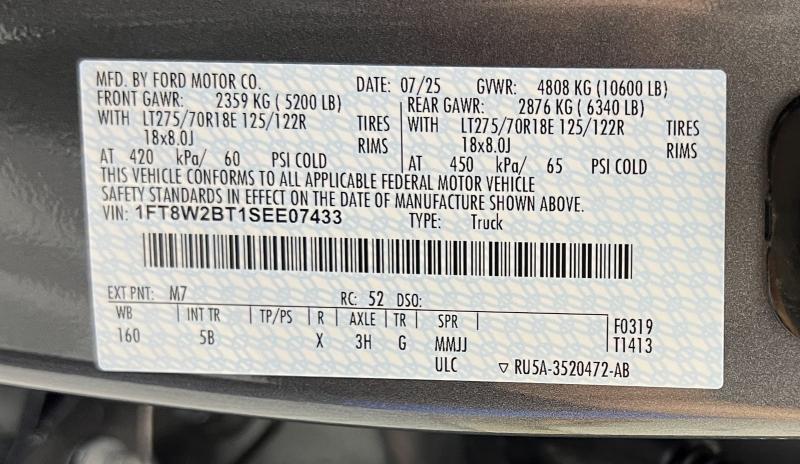 MFD. BY FORD MOTOR CO. DATE: 07/25 GVWR: 4808 KG (10600 LB)
FRONT GAWR: 2359 KG ( 5200 LB) REAR GAWR: 2876 KG ( 6340 LB)
WITH LT275/70R18E 125/122R TIRES WITH LT275/70R18E 125/122R TIRES
18x8.0J RIMS 18x8.0J RIMS
AT 420 kPa/ 60 PSI COLD AT 450 kPa/ 65 PSI COLD
THIS VEHICLE CONFORMS TO ALL APPLICABLE FEDERAL MOTOR VEHICLE
SAFETY STANDARDS IN EFFECT ON THE DATE OF MANUFACTURE SHOWN ABOVE.
VIN: 1FT8W2BT1SEE07433 TYPE: Truck
EXT PNT: M7 RC: 52 DSO:
WB INT TR TP/PS R AXLE TR SPR F0319
160 5B X 3H G MMJJ T1413
ULC ▽ RU5A-3520472-AB